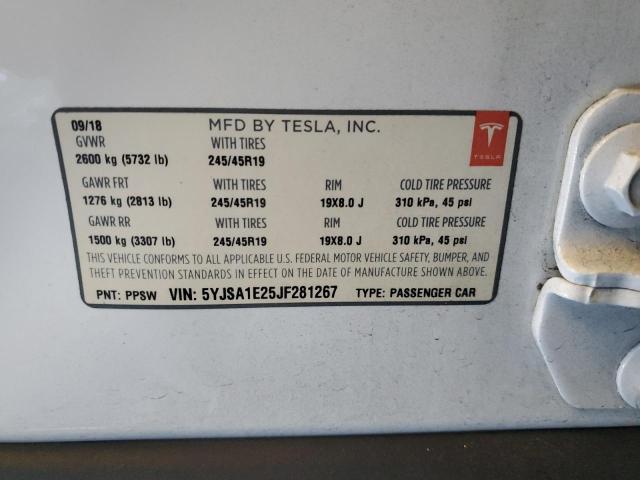 09/18 MFD BY TESLA, INC.
GVWR WITH TIRES
2600 kg (5732 lb) 245/45R19
TESLA
GAWR FRT WITH TIRES RIM COLD TIRE PRESSURE
1276 kg (2813 lb) 245/45R19 19X8.0 J 310 kPa, 45 psi
GAWR RR WITH TIRES RIM COLD TIRE PRESSURE
1500 kg (3307 lb) 245/45R19 19X8.0 J 310 kPa, 45 psi
THIS VEHICLE CONFORMS TO ALL APPLICABLE U.S. FEDERAL MOTOR VEHICLE SAFETY, BUMPER, AND
THEFT PREVENTION STANDARDS IN EFFECT ON THE DATE OF MANUFACTURE SHOWN ABOVE.
PNT: PPSW VIN: 5YJSA1E25JF281267 TYPE: PASSENGER CAR